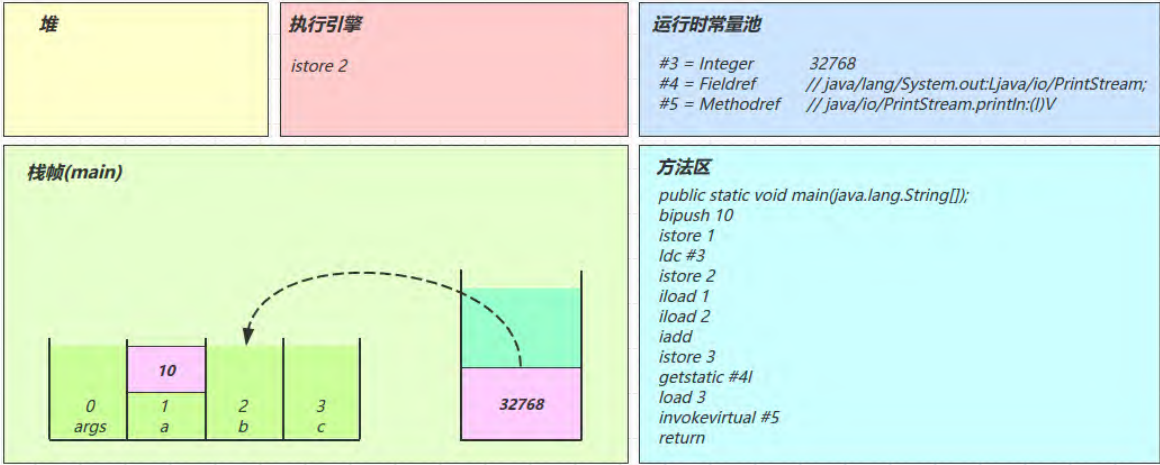 堆
执行引擎
istore 2
运行时常量池
#3 = Integer 32768
#4 = Fieldref // java/lang/System.out:Ljava/io/PrintStream;
#5 = Methodref // java/io/PrintStream.println:(I)V
栈帧(main)
10
0 1 2 3
args a b c
32768
方法区
public static void main(java.lang.String[]);
bipush 10
istore 1
ldc #3
istore 2
iload 1
iload 2
iadd
istore 3
getstatic #4I
load 3
invokevirtual #5
return